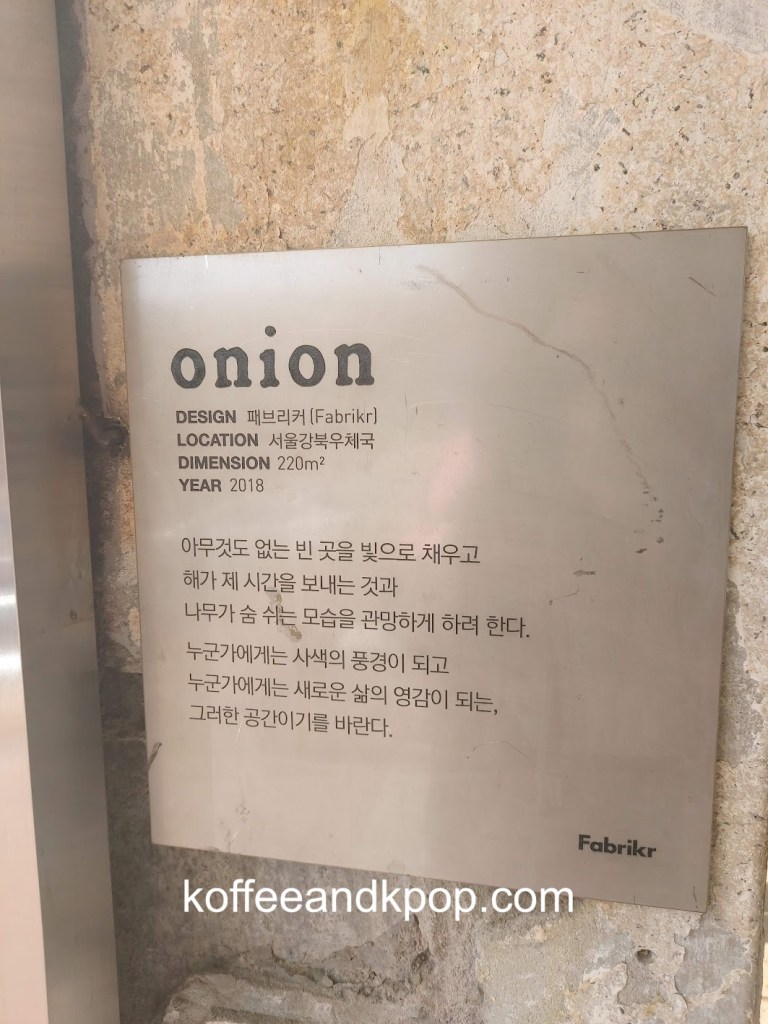 onion
DESIGN 패브리커 (Fabrikr)
LOCATION 서울강북우체국
DIMENSION 220m²
YEAR 2018
아무것도 없는 빈 곳을 빛으로 채우고
해가 제 시간을 보내는 것과
나무가 숨 쉬는 모습을 관망하게 하려 한다.
누군가에게는 사색의 풍경이 되고
누군가에게는 새로운 삶의 영감이 되는,
그러한 공간이기를 바란다.
Fabrikr
koffeeandkpop.com